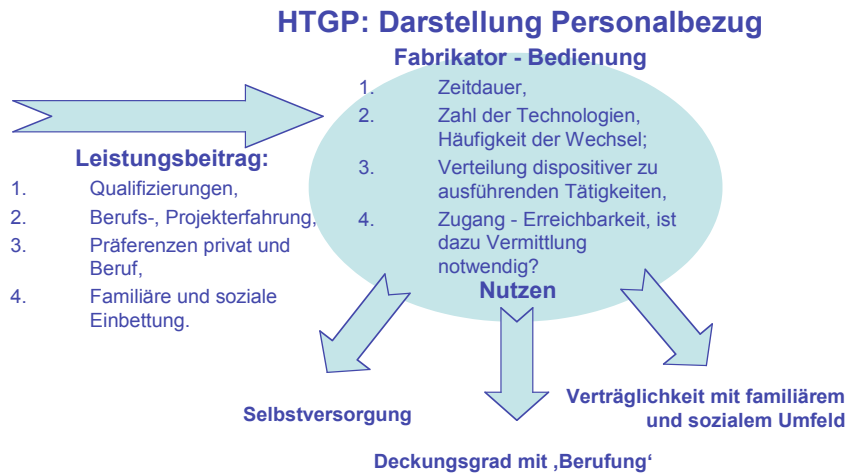 HTGP: Darstellung Personalbezug
Fabrikator - Bedienung
1. Zeitdauer,
2. Zahl der Technologien,
Häufigkeit der Wechsel;
3. Verteilung dispositiver zu
ausführenden Tätigkeiten,
4. Zugang - Erreichbarkeit, ist
dazu Vermittlung
notwendig?
Nutzen
Leistungsbeitrag:
1. Qualifizierungen,
2. Berufs-, Projekterfahrung,
3. Präferenzen privat und
Beruf,
4. Familiäre und soziale
Einbettung.
Selbstversorgung
Deckungsgrad mit ‚Berufung‘
Verträglichkeit mit familiärem
und sozialem Umfeld